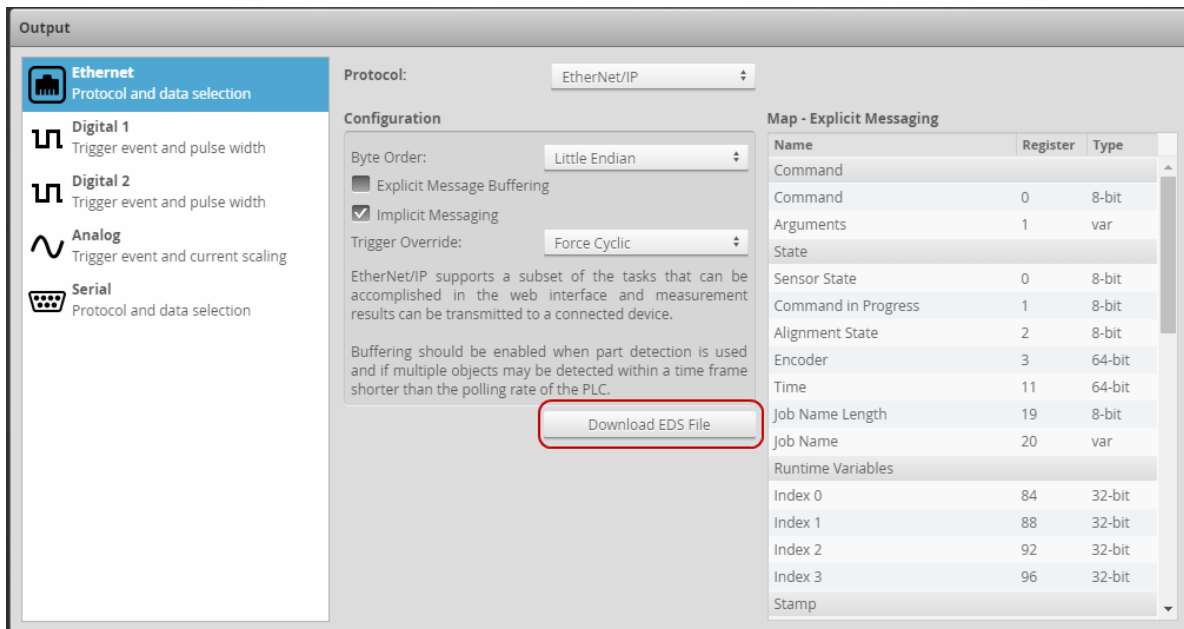 Output
Ethernet
Protocol and data selection
Digital 1
Trigger event and pulse width
Digital 2
Trigger event and pulse width
Analog
Trigger event and current scaling
Serial
Protocol and data selection
Protocol: EtherNet/IP
Configuration
Byte Order: Little Endian
Explicit Message Buffering
Implicit Messaging
Trigger Override: Force Cyclic
EtherNet/IP supports a subset of the tasks that can be
accomplished in the web interface and measurement
results can be transmitted to a connected device.
Buffering should be enabled when part detection is used
and if multiple objects may be detected within a time frame
shorter than the polling rate of the PLC.
Download EDS File
Map - Explicit Messaging
Name Register Type
Command
Command 0 8-bit
Arguments 1 var
State
Sensor State 0 8-bit
Command in Progress 1 8-bit
Alignment State 2 8-bit
Encoder 3 64-bit
Time 11 64-bit
Job Name Length 19 8-bit
Job Name 20 var
Runtime Variables
Index 0 84 32-bit
Index 1 88 32-bit
Index 2 92 32-bit
Index 3 96 32-bit
Stamp